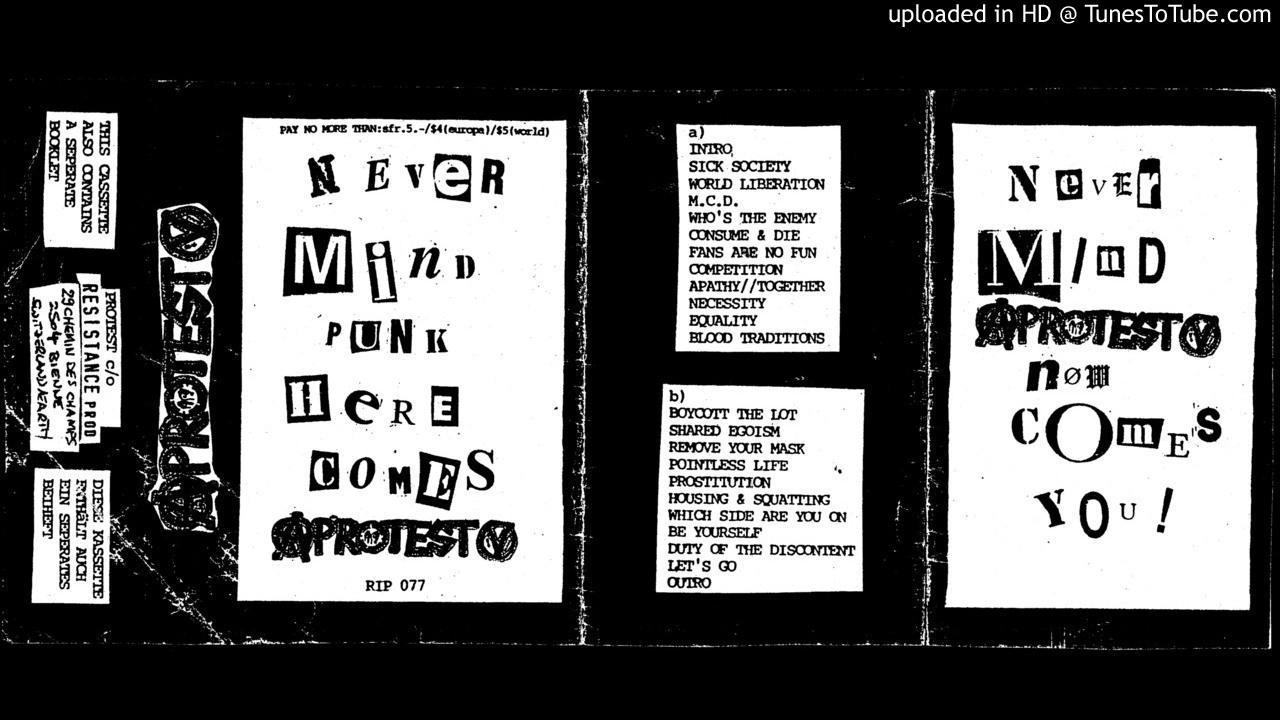 uploaded in HD @ TunesToTube.com
THIS CASSETTE
ALSO CONTAINS
A SEPERATE
BOOKLET
PROTEST C/O
RESISTANCE PROD
29 CHEMIN DES CHAMPS
2504 BIENNE
SWITZERLAND/EARTH
DIESE KASSETTE
ENTHÄLT AUCH
EIN SEPERATES
BEIHEFT
PROTEST
PAY NO MORE THAN:sfr.5.-/$4(europa)/$5(world)
NEVeR
MinD
PUNK
HeRE
COMES
PROTEST
RIP 077
a)
INTRO
SICK SOCIETY
WORLD LIBERATION
M.C.D.
WHO'S THE ENEMY
CONSUME & DIE
FANS ARE NO FUN
COMPETITION
APATHY//TOGETHER
NECESSITY
EQUALITY
BLOOD TRADITIONS
b)
BOYCOTT THE LOT
SHARED EGOISM
REMOVE YOUR MASK
POINTLESS LIFE
PROSTITUTION
HOUSING & SQUATTING
WHICH SIDE ARE YOU ON
BE YOURSELF
DUTY OF THE DISCONTENT
LET'S GO
OUTRO
NeVEr
MInD
PROTEST
nøw
COmE"S
YOU!